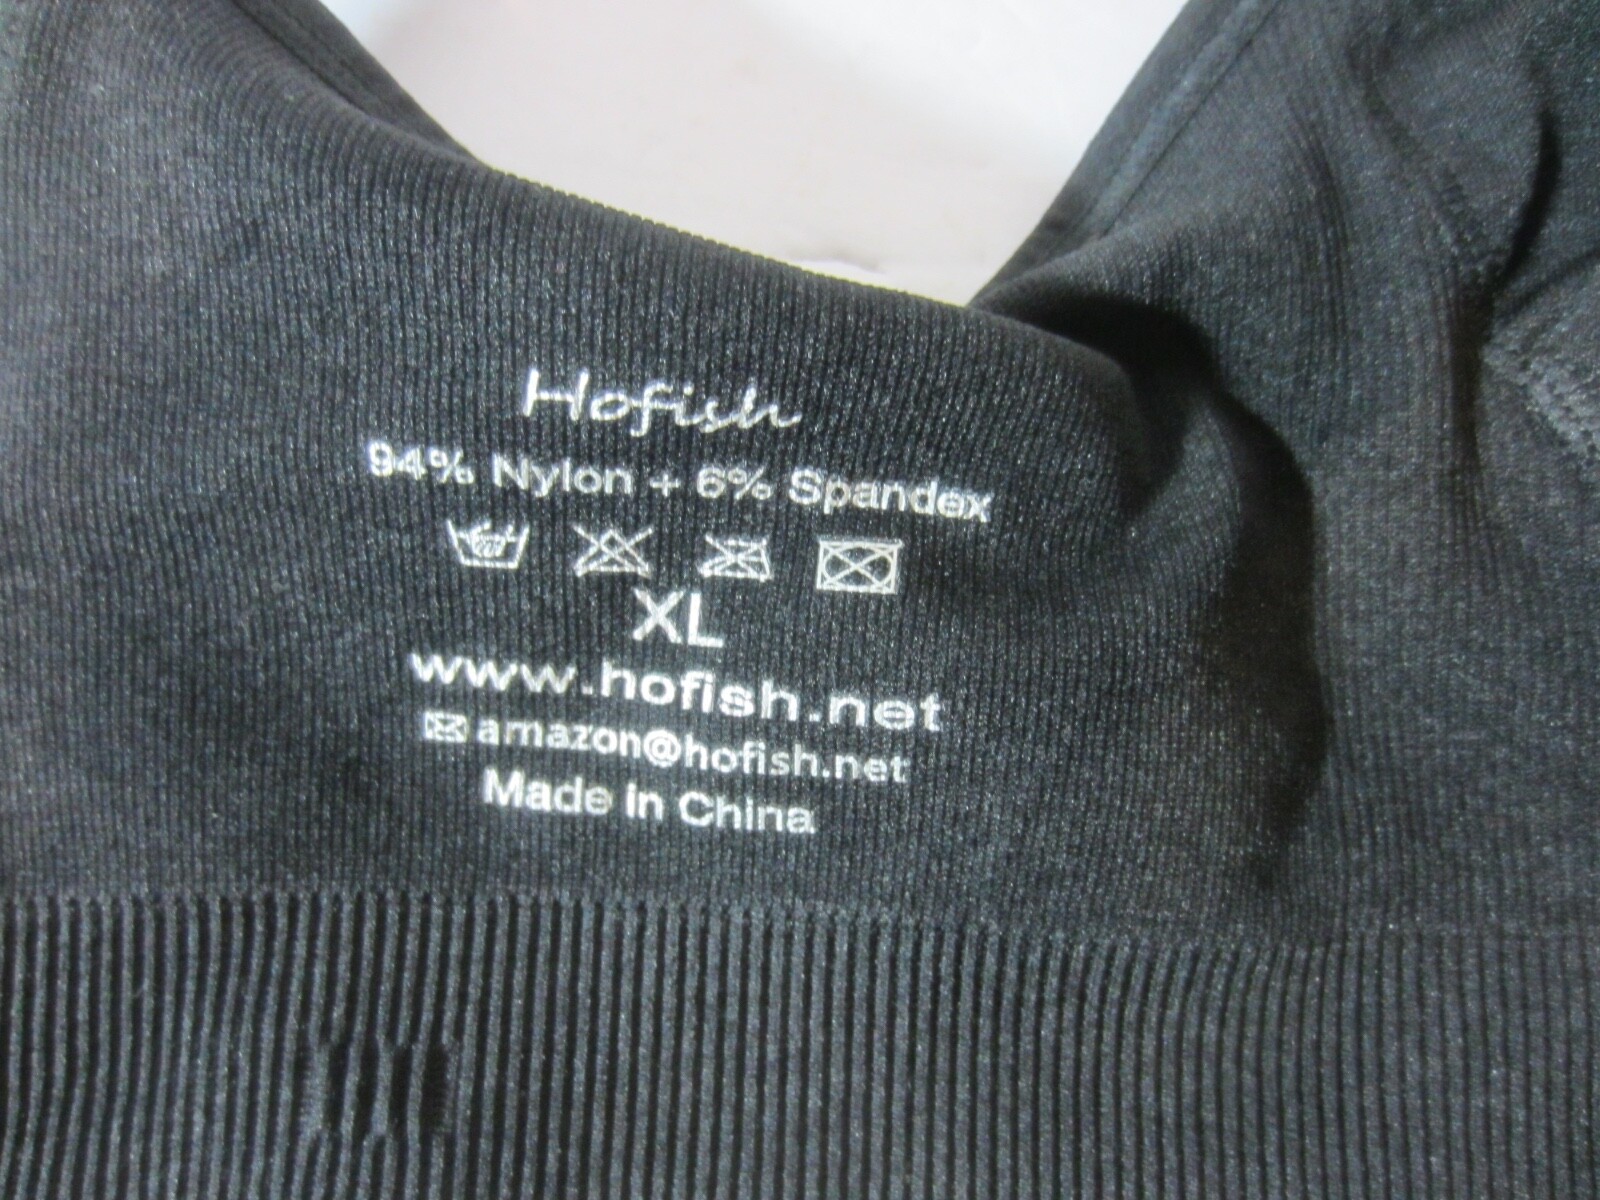 Hofish
94% Nylon + 6% Spandex
XL
www.hofish.net
amazon@hofish.net
Made in China